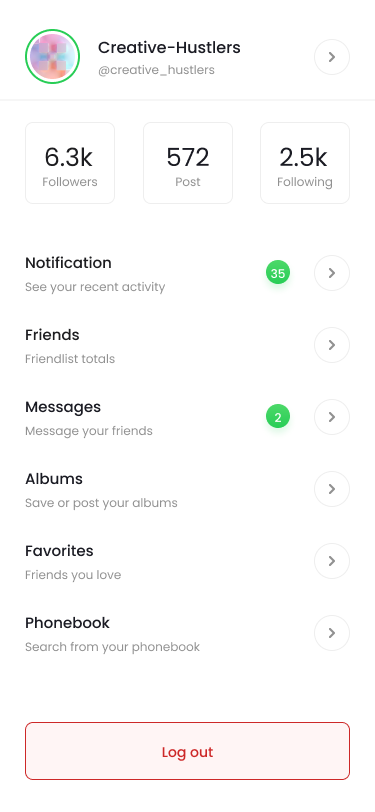 Creative-Hustlers
@creative_hustlers
6.3k
Followers
572
Post
2.5k
Following
Notification
See your recent activity
35
Friends
Friendlist totals
Messages
Message your friends
2
Albums
Save or post your albums
Favorites
Friends you love
Phonebook
Search from your phonebook
Log out